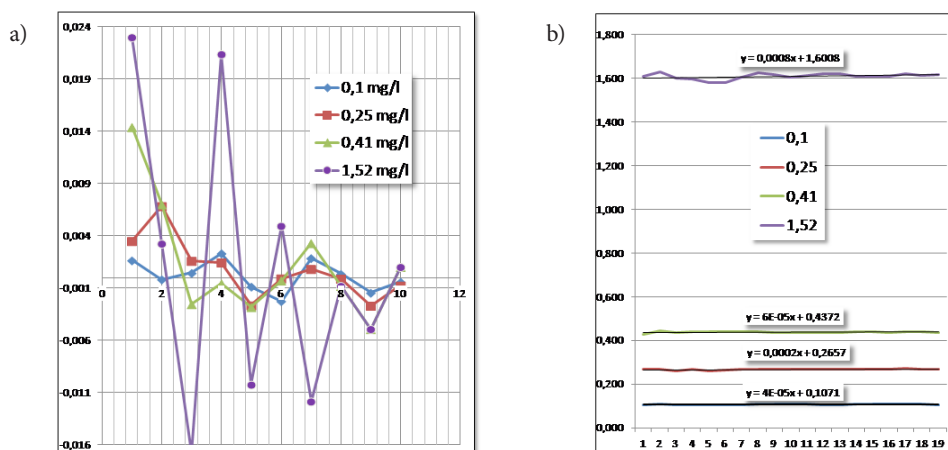 a)
0,024
0,019
0,014
0,009
0,004
-0,001
-0,006
-0,011
-0,016
0 2 4 6 8 10 12
0,1 mg/l
0,25 mg/l
0,41 mg/l
1,52 mg/l
b)
1,800
1,600
1,400
1,200
1,000
0,800
0,600
0,400
0,200
0,000
y = 0,0008x + 1,6008
0,1
0,25
0,41
1,52
y = 6E-05x + 0,4372
y = 0,0002x + 0,2657
y = 4E-05x + 0,1071
1 2 3 4 5 6 7 8 9 10 11 12 13 14 15 16 17 18 19